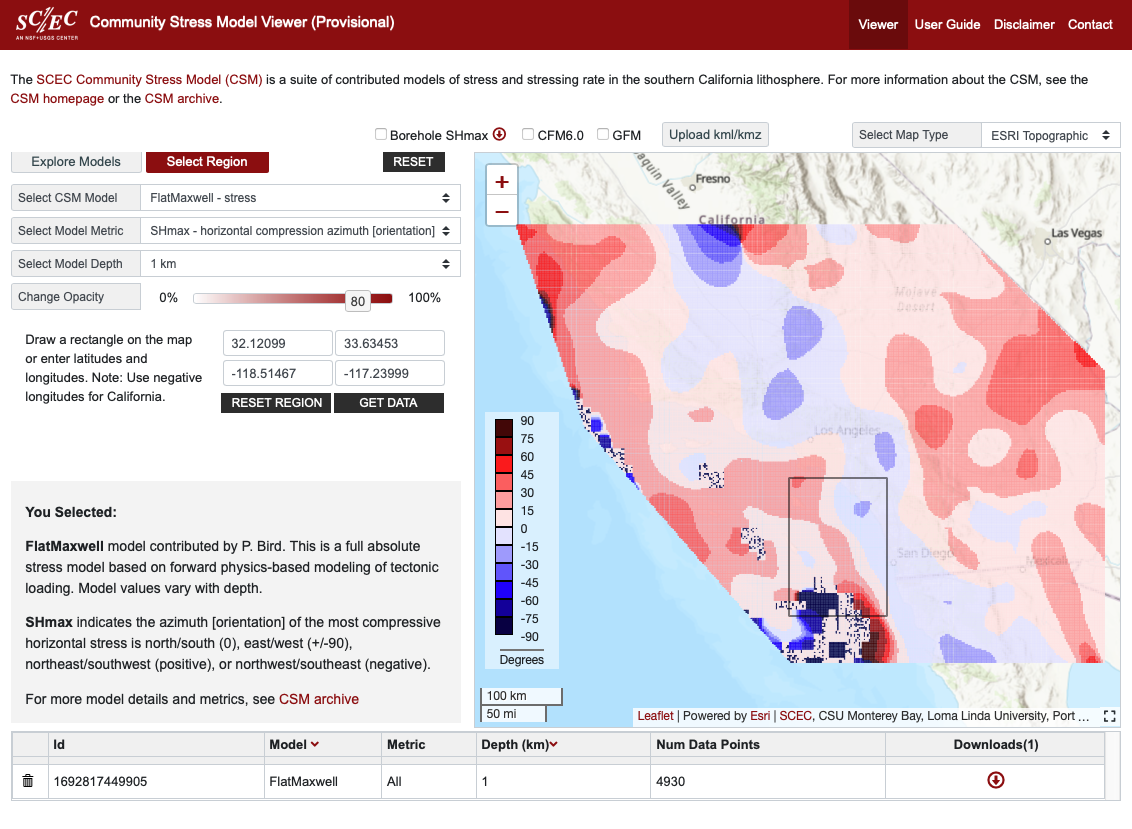 SC/EC
AN NSF+USGS CENTER
Community Stress Model Viewer (Provisional)
Viewer User Guide Disclaimer Contact
The SCEC Community Stress Model (CSM) is a suite of contributed models of stress and stressing rate in the southern California lithosphere. For more information about the CSM, see the
CSM homepage or the CSM archive.
Borehole SHmax CFM6.0 GFM Upload kml/kmz Select Map Type ESRI Topographic
Explore Models Select Region RESET
Select CSM Model FlatMaxwell - stress
Select Model Metric SHmax - horizontal compression azimuth [orientation]
Select Model Depth 1 km
Change Opacity 0% 80 100%
Draw a rectangle on the map
or enter latitudes and
longitudes. Note: Use negative
longitudes for California.
32.12099 33.63453
-118.51467 -117.23999
RESET REGION GET DATA
You Selected:
FlatMaxwell model contributed by P. Bird. This is a full absolute
stress model based on forward physics-based modeling of tectonic
loading. Model values vary with depth.
SHmax indicates the azimuth [orientation] of the most compressive
horizontal stress is north/south (0), east/west (+/-90),
northeast/southwest (positive), or northwest/southeast (negative).
For more model details and metrics, see CSM archive
+
−
aquin Valley
Fresno
California
Las Vegas
Mojave
Desert
Los Angeles
San Diego
Mexicali
90
75
60
45
30
15
0
-15
-30
-45
-60
-75
-90
Degrees
100 km
50 mi
Leaflet | Powered by Esri | SCEC, CSU Monterey Bay, Loma Linda University, Port ...
Id Model Metric Depth (km) Num Data Points Downloads(1)
1692817449905 FlatMaxwell All 1 4930